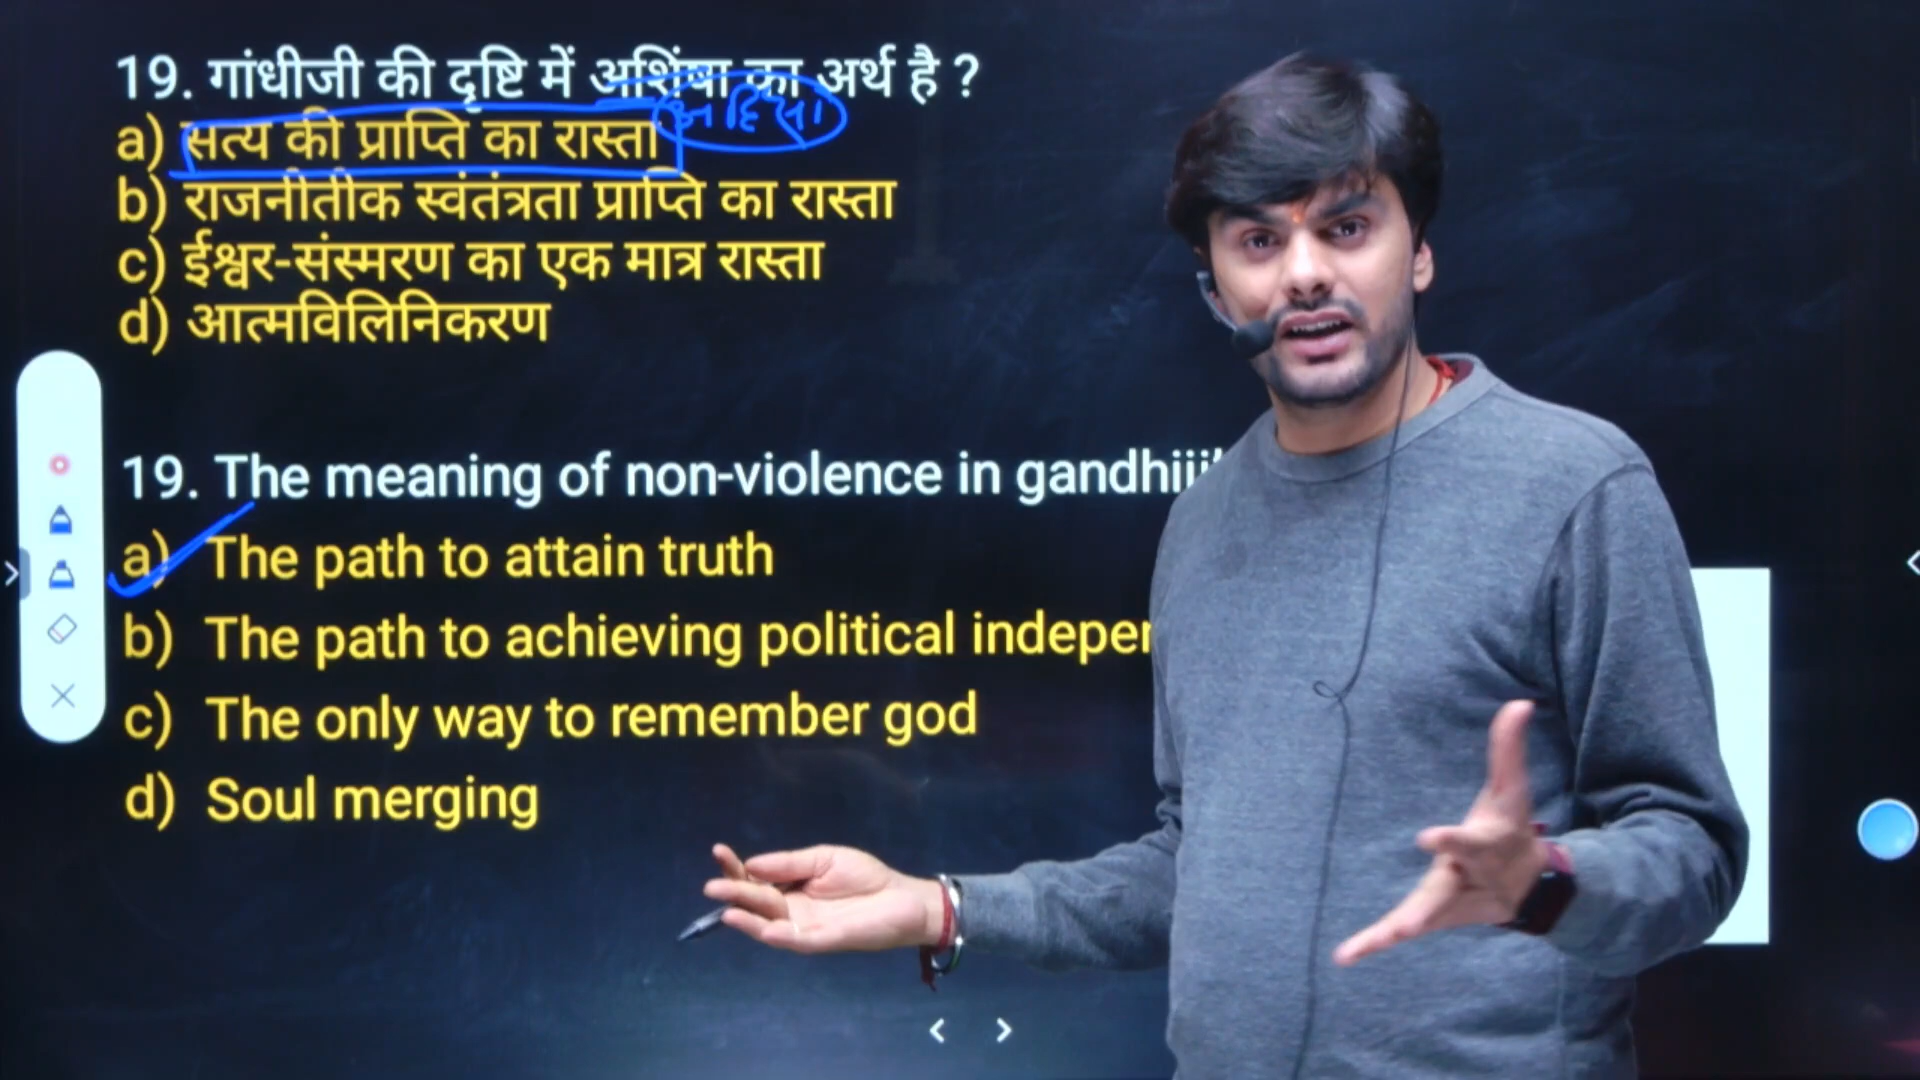 19. गांधीजी की दृष्टि में अशिंषा का अर्थ है ?
अहिंसा
a) सत्य की प्राप्ति का रास्ता
b) राजनीतीक स्वंतंत्रता प्राप्ति का रास्ता
c) ईश्वर-संस्मरण का एक मात्र रास्ता
d) आत्मविलिनिकरण
19. The meaning of non-violence in
a) The path to attain truth
b) The path to achieving political
c) The only way to remember god
d) Soul merging